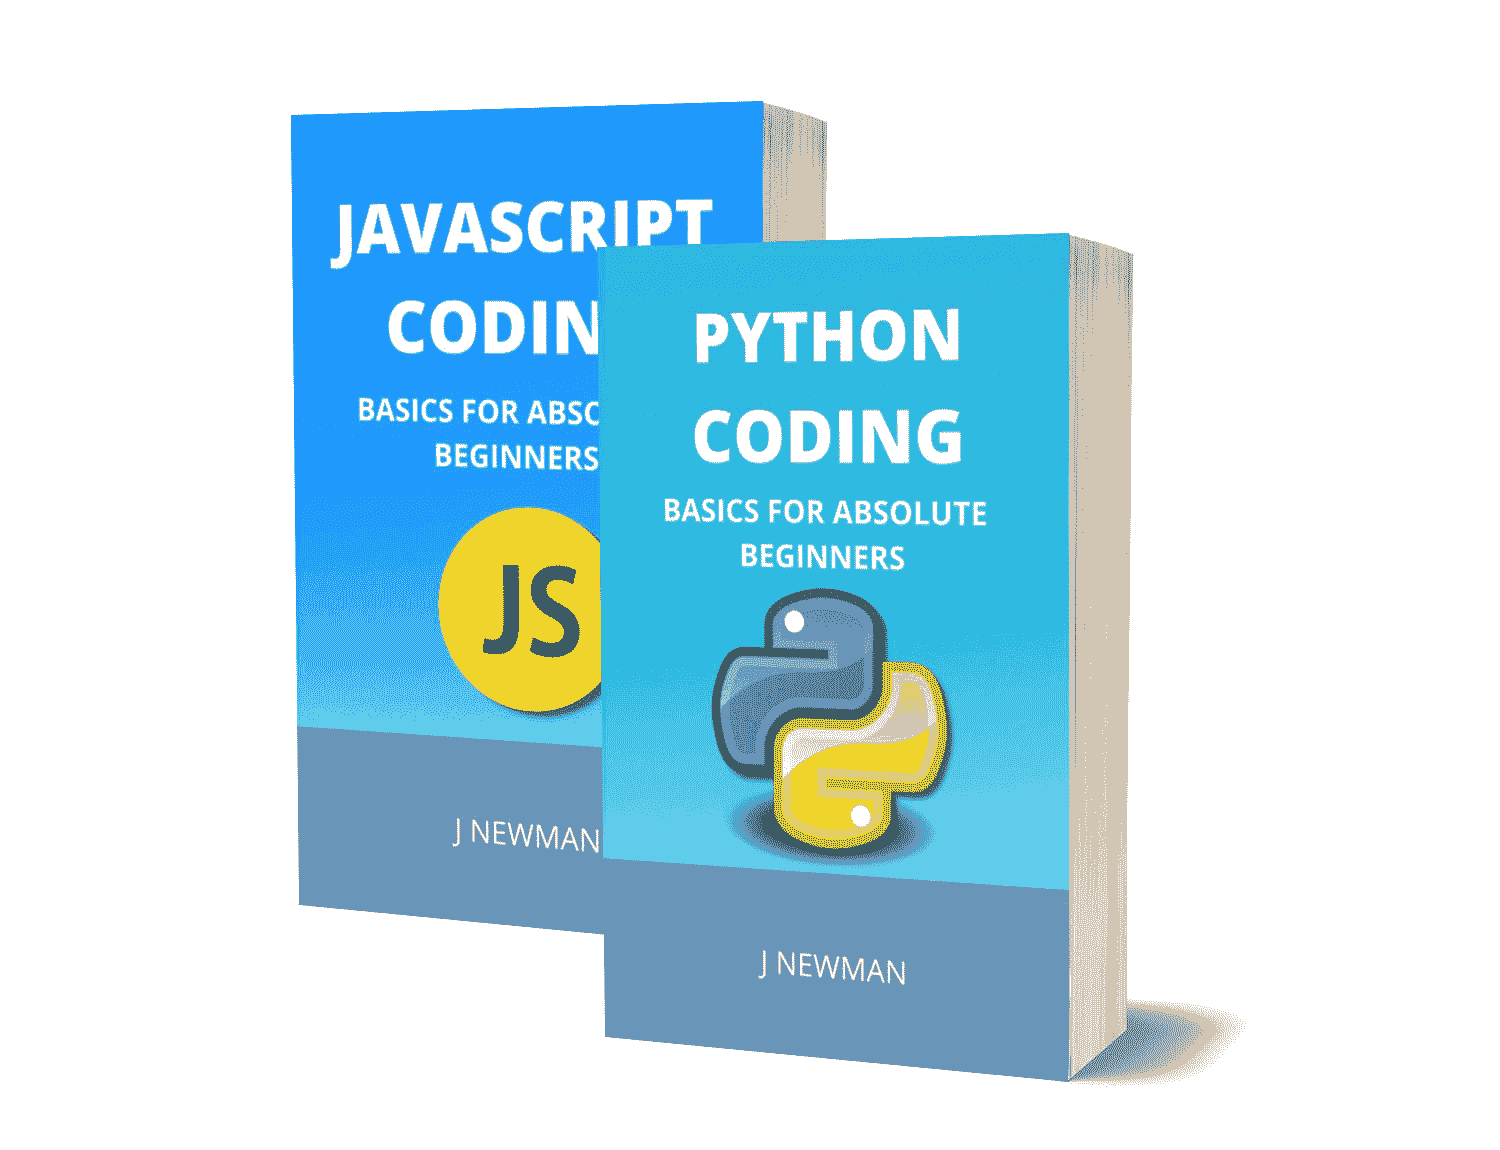 JAVASCRIPT
CODIN
BASICS FOR ABSO
BEGINNERS
JS
J NEWMAN
PYTHON
CODING
BASICS FOR ABSOLUTE
BEGINNERS
J NEWMAN